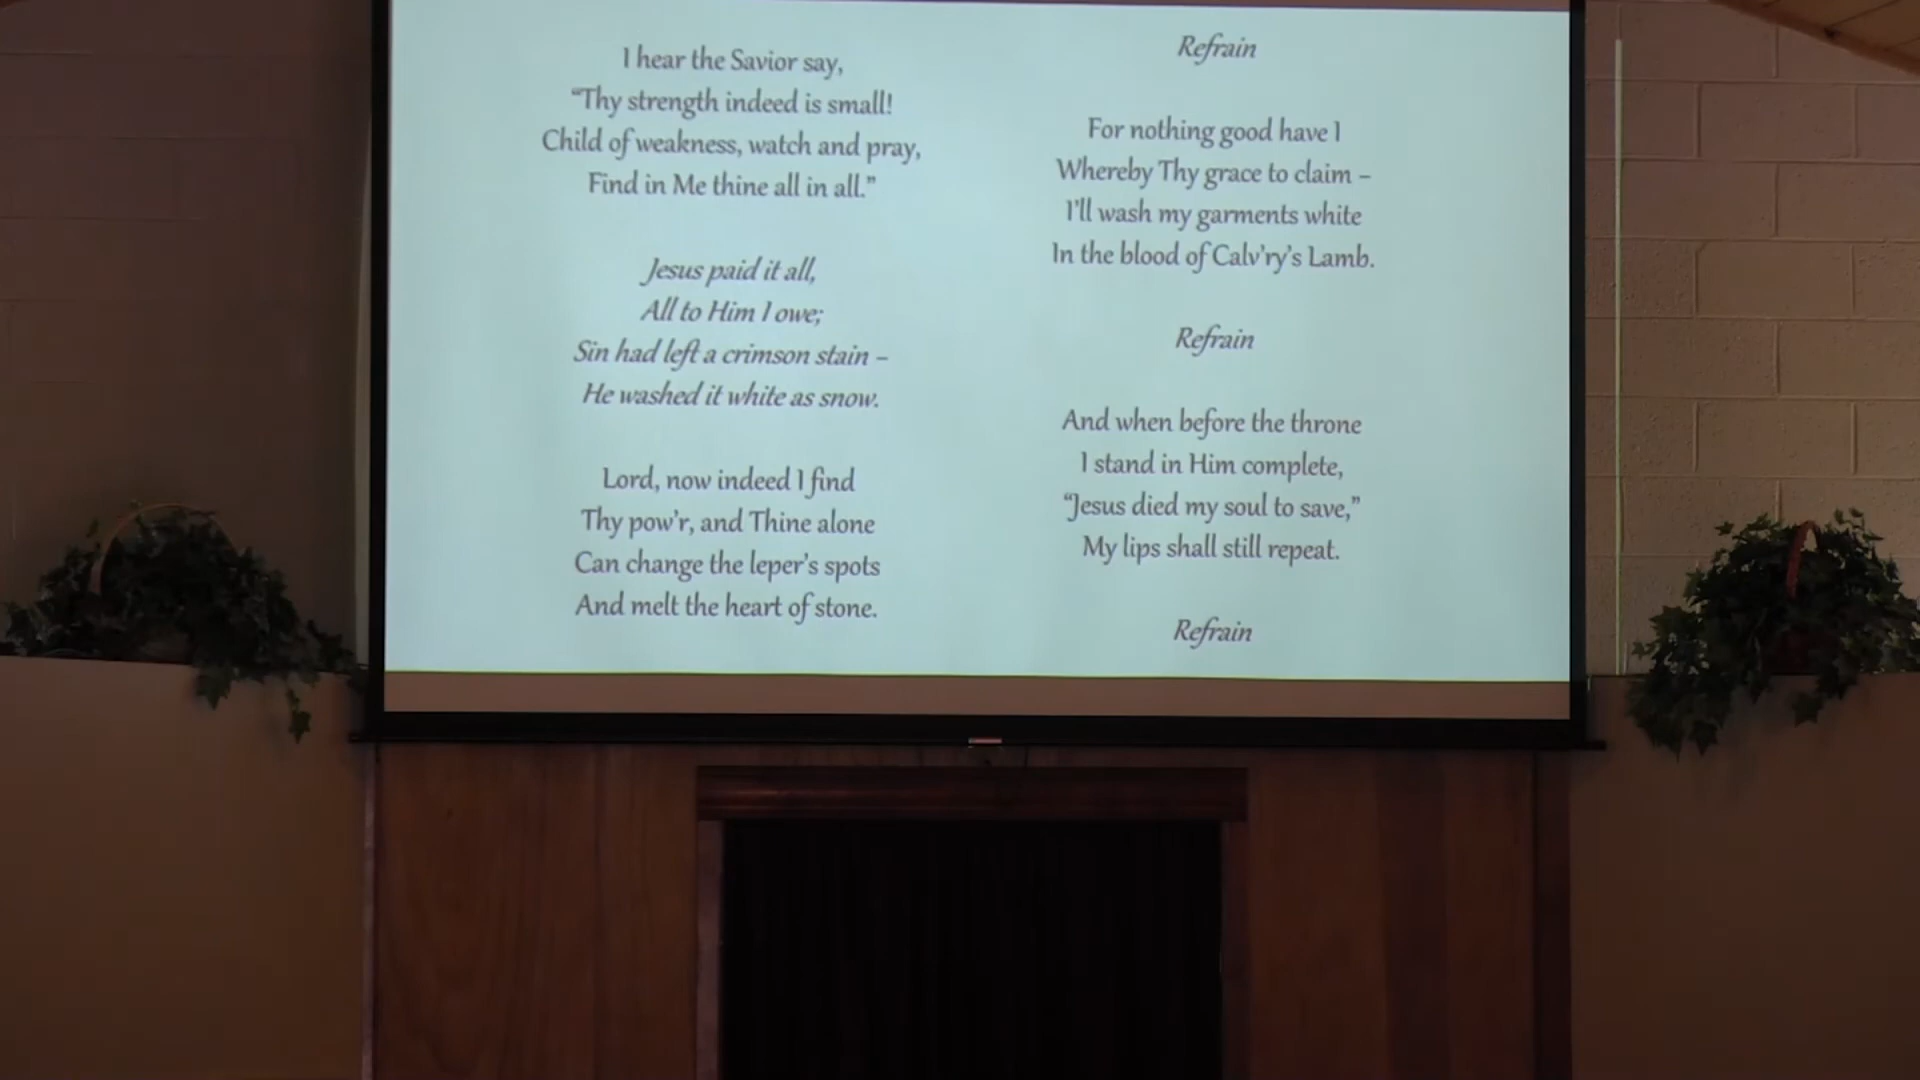 I hear the Savior say,
“Thy strength indeed is small!
Child of weakness, watch and pray,
Find in Me thine all in all.”
Jesus paid it all,
All to Him I owe;
Sin had left a crimson stain –
He washed it white as snow.
Lord, now indeed I find
Thy pow’r, and Thine alone
Can change the leper’s spots
And melt the heart of stone.
Refrain
For nothing good have I
Whereby Thy grace to claim –
I’ll wash my garments white
In the blood of Calv’ry’s Lamb.
Refrain
And when before the throne
I stand in Him complete,
“Jesus died my soul to save,”
My lips shall still repeat.
Refrain